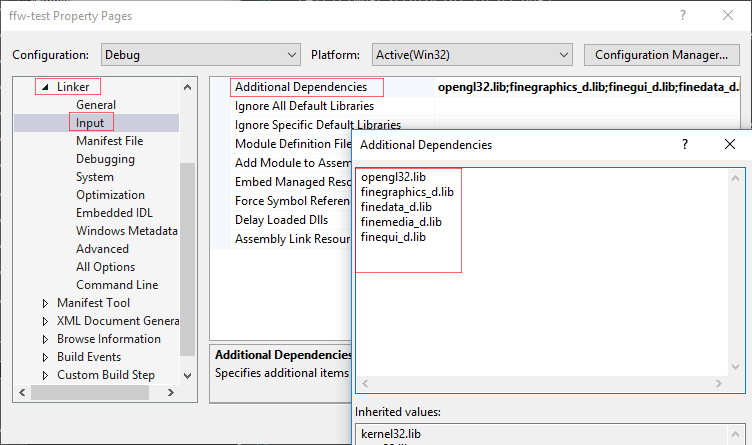 ffw-test Property Pages
Configuration: Debug Platform: Active(Win32) Configuration Manager...
Linker
General
Input
Manifest File
Debugging
System
Optimization
Embedded IDL
Windows Metadata
Advanced
All Options
Command Line
Manifest Tool
XML Document Genera
Browse Information
Build Events
Custom Build Step
Additional Dependencies opengl32.lib;finegraphics_d.lib;finegui_d.lib;finedata_d.
Ignore All Default Libraries
Ignore Specific Default Libraries
Module Definition File
Add Module to Assem
Embed Managed Reso
Force Symbol Referenc
Delay Loaded Dlls
Assembly Link Resour
Additional Dependencies
Specifies additional items
Additional Dependencies
opengl32.lib
finegraphics_d.lib
finedata_d.lib
finemedia_d.lib
finegui_d.lib
Inherited values:
kernel32.lib